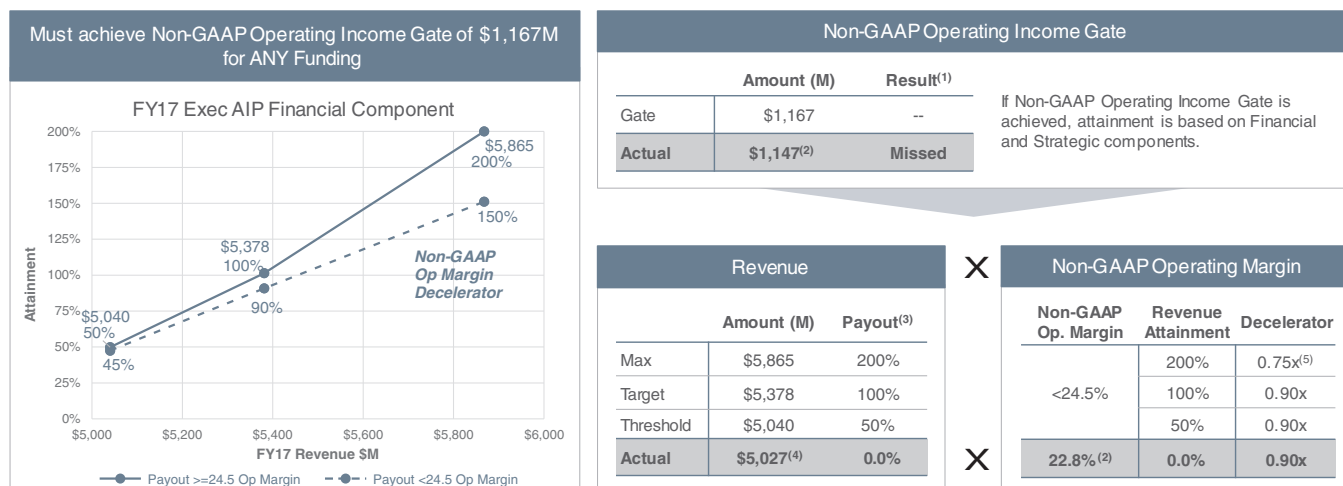 Must achieve Non-GAAP Operating Income Gate of $1,167M
for ANY Funding
FY17 Exec AIP Financial Component
200%
175%
150%
125%
100%
75%
50%
25%
0%
Attainment
$5,865
200%
150%
$5,378
100%
90%
$5,040
50%
45%
Non-GAAP
Op Margin
Decelerator
$5,000 $5,200 $5,400 $5,600 $5,800 $6,000
FY17 Revenue $M
Payout >=24.5 Op Margin Payout <24.5 Op Margin
Non-GAAP Operating Income Gate
Amount (M) Result(1)
Gate $1,167 --
Actual $1,147(2) Missed
If Non-GAAP Operating Income Gate is
achieved, attainment is based on Financial
and Strategic components.
Revenue
Amount (M) Payout(3)
Max $5,865 200%
Target $5,378 100%
Threshold $5,040 50%
Actual $5,027(4) 0.0%
X
X
Non-GAAP Operating Margin
Non-GAAP Revenue
Op. Margin Attainment Decelerator
200% 0.75x(5)
<24.5% 100% 0.90x
50% 0.90x
22.8%(2) 0.0% 0.90x